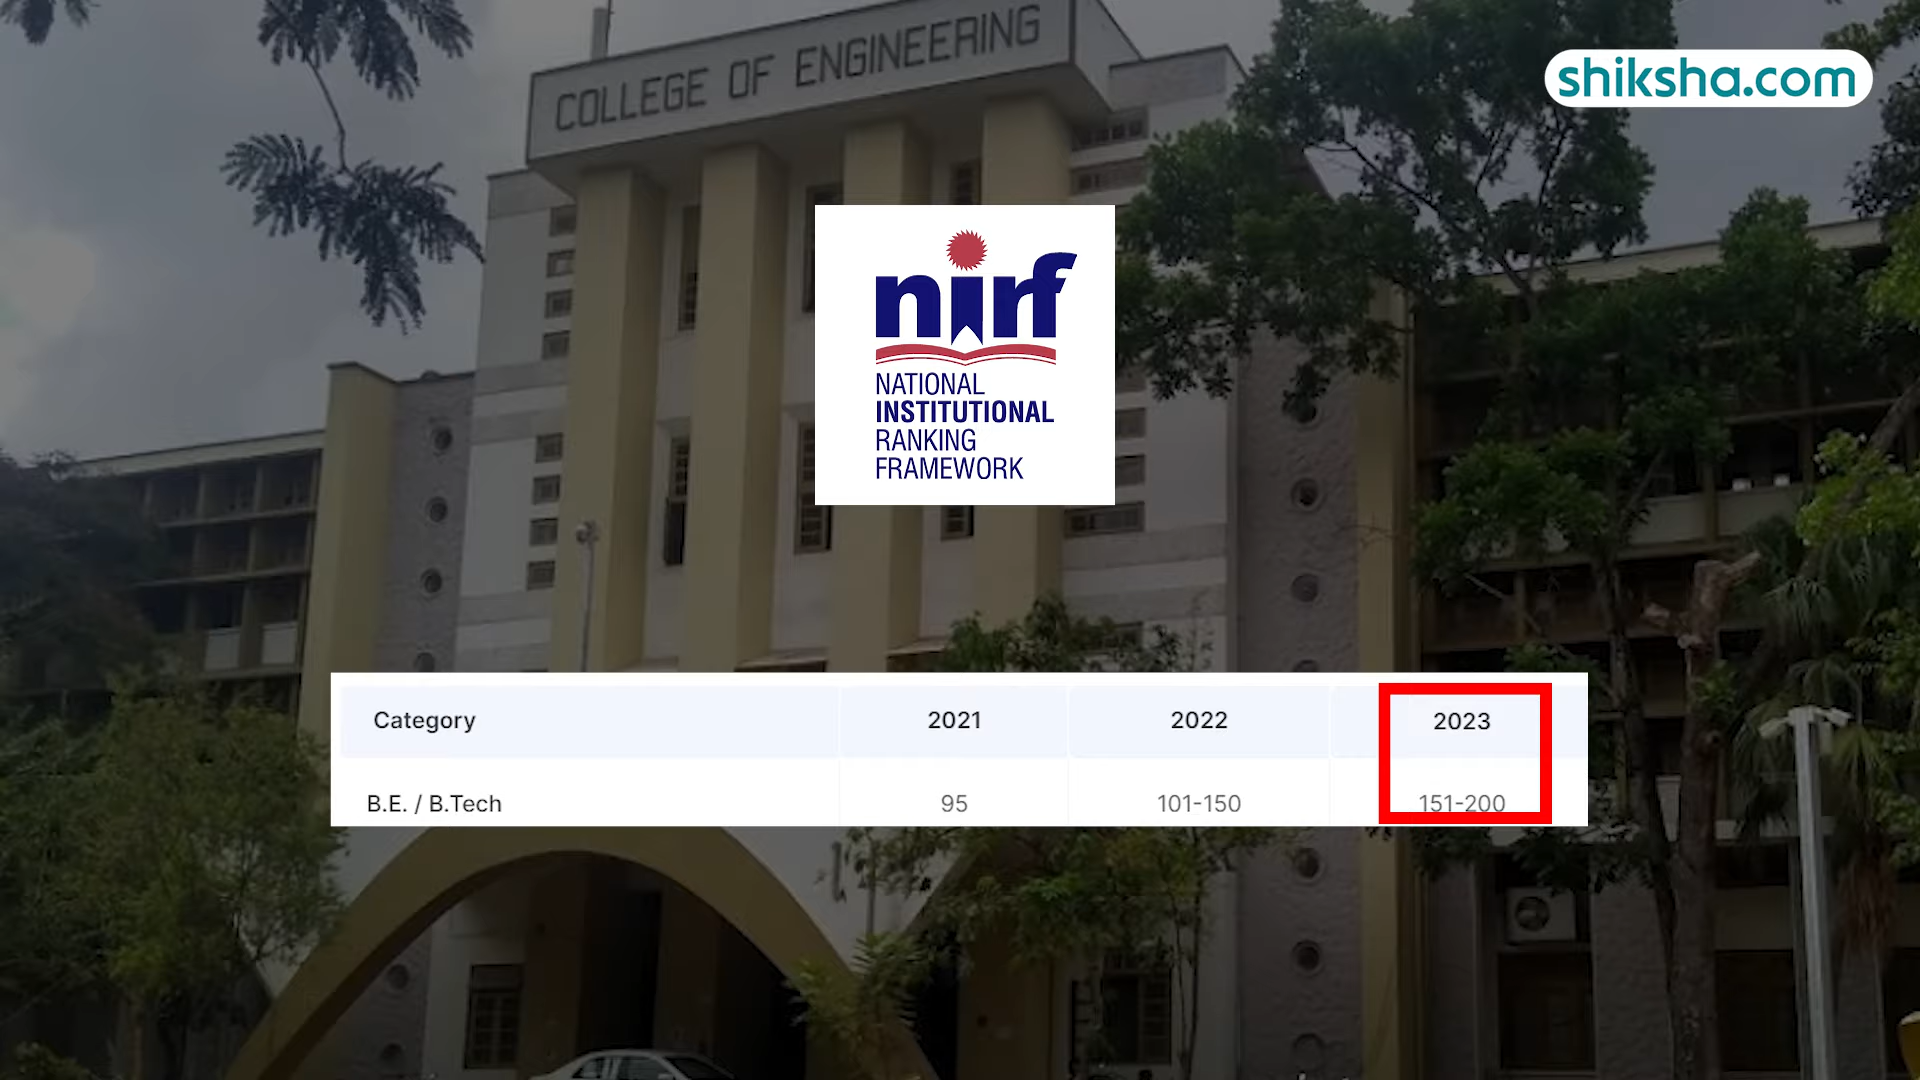 COLLEGE OF ENGINEERING
shiksha.com
nirf
NATIONAL
INSTITUTIONAL
RANKING
FRAMEWORK
Category 2021 2022 2023
B.E. / B.Tech 95 101-150 151-200